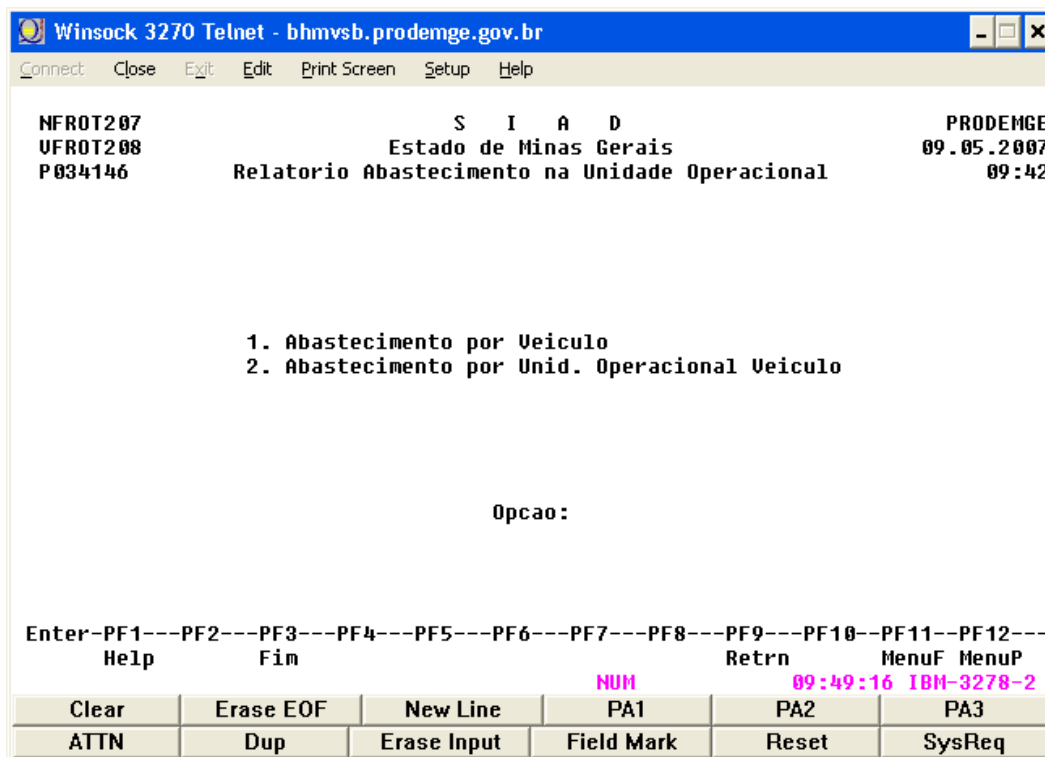 Winsock 3270 Telnet - bhmvsb.prodemge.gov.br
Connect Close Exit Edit Print Screen Setup Help
NFROT207 S I A D PRODEMGE
VFROT208 Estado de Minas Gerais 09.05.2007
P034146 Relatorio Abastecimento na Unidade Operacional 09:42
1. Abastecimento por Veiculo
2. Abastecimento por Unid. Operacional Veiculo
Opcao:
Enter-PF1---PF2---PF3---PF4---PF5---PF6---PF7---PF8---PF9---PF10--PF11--PF12---
Help Fim Retrn MenuF MenuP
NUM 09:49:16 IBM-3278-2
Clear Erase EOF New Line PA1 PA2 PA3
ATTN Dup Erase Input Field Mark Reset SysReq